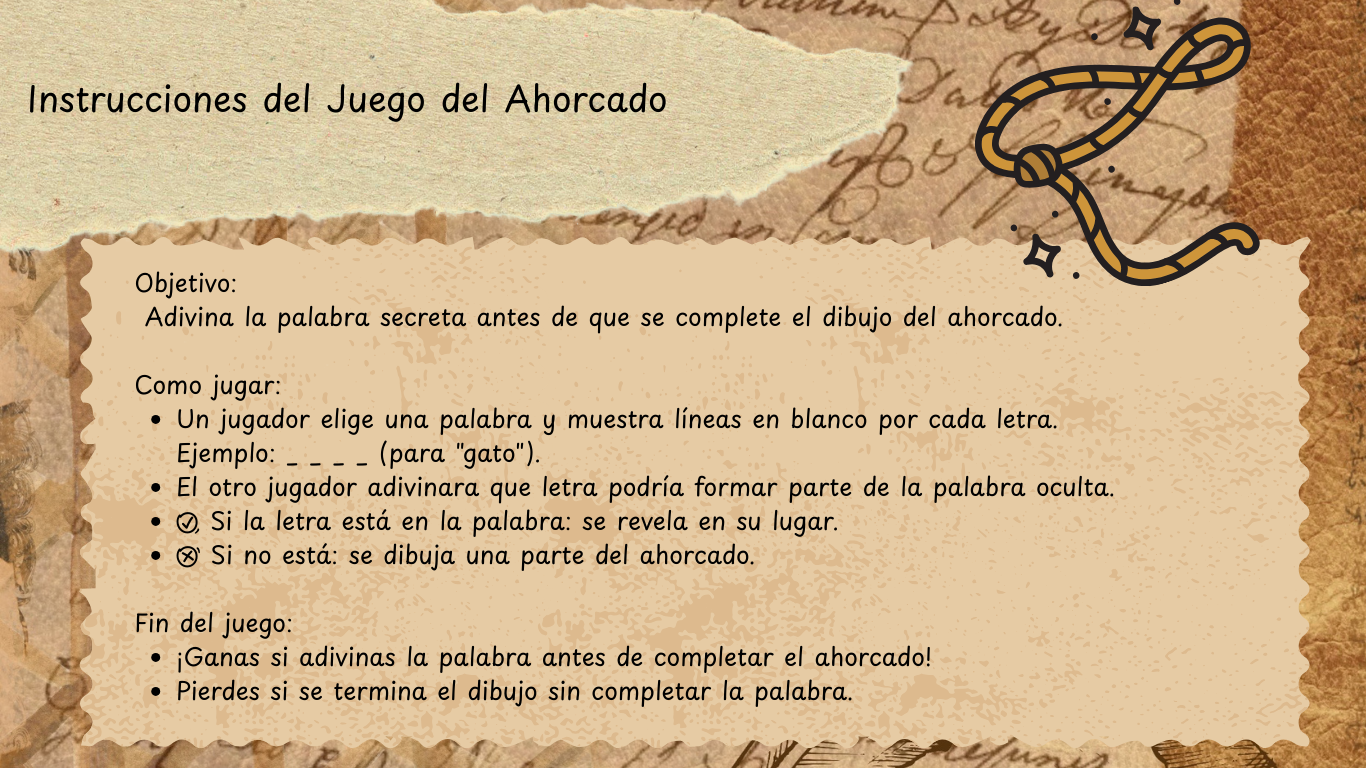 Instrucciones del Juego del Ahorcado
Objetivo:
Adivina la palabra secreta antes de que se complete el dibujo del ahorcado.
Como jugar:
• Un jugador elige una palabra y muestra líneas en blanco por cada letra.
Ejemplo: _ _ _ _ (para "gato").
• El otro jugador adivinara que letra podría formar parte de la palabra oculta.
• Si la letra está en la palabra: se revela en su lugar.
• Si no está: se dibuja una parte del ahorcado.
Fin del juego:
• ¡Ganas si adivinas la palabra antes de completar el ahorcado!
• Pierdes si se termina el dibujo sin completar la palabra.